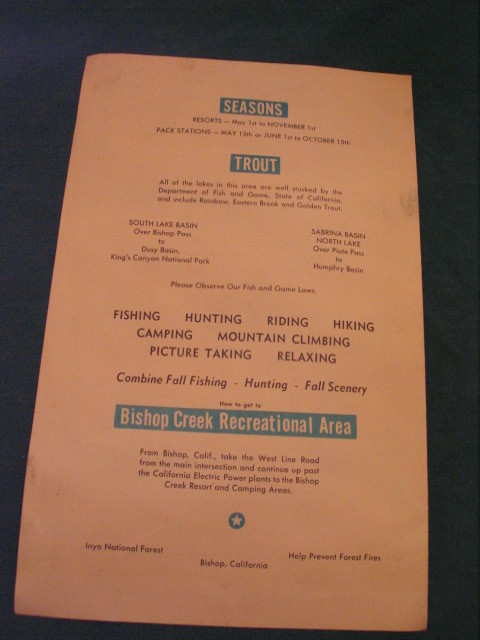 SEASONS
RESORTS — May 1st to NOVEMBER 1st
PACK STATIONS — MAY 15th or JUNE 1st to OCTOBER 15th
TROUT
All of the lakes in this area are well stocked by the
Department of Fish and Game, State of California,
and include Rainbow, Eastern Brook and Golden Trout.
SOUTH LAKE BASIN
Over Bishop Pass
to
Dusy Basin,
King's Canyon National Park
SABRINA BASIN
NORTH LAKE
Over Piute Pass
to
Humphry Basin
Please Observe Our Fish and Game Laws.
FISHING HUNTING RIDING HIKING
CAMPING MOUNTAIN CLIMBING
PICTURE TAKING RELAXING
Combine Fall Fishing - Hunting - Fall Scenery
How to get to
Bishop Creek Recreational Area
From Bishop, Calif., take the West Line Road
from the main intersection and continue up past
the California Electric Power plants to the Bishop
Creek Resort and Camping Areas.
Inyo National Forest
Bishop, California
Help Prevent Forest Fires